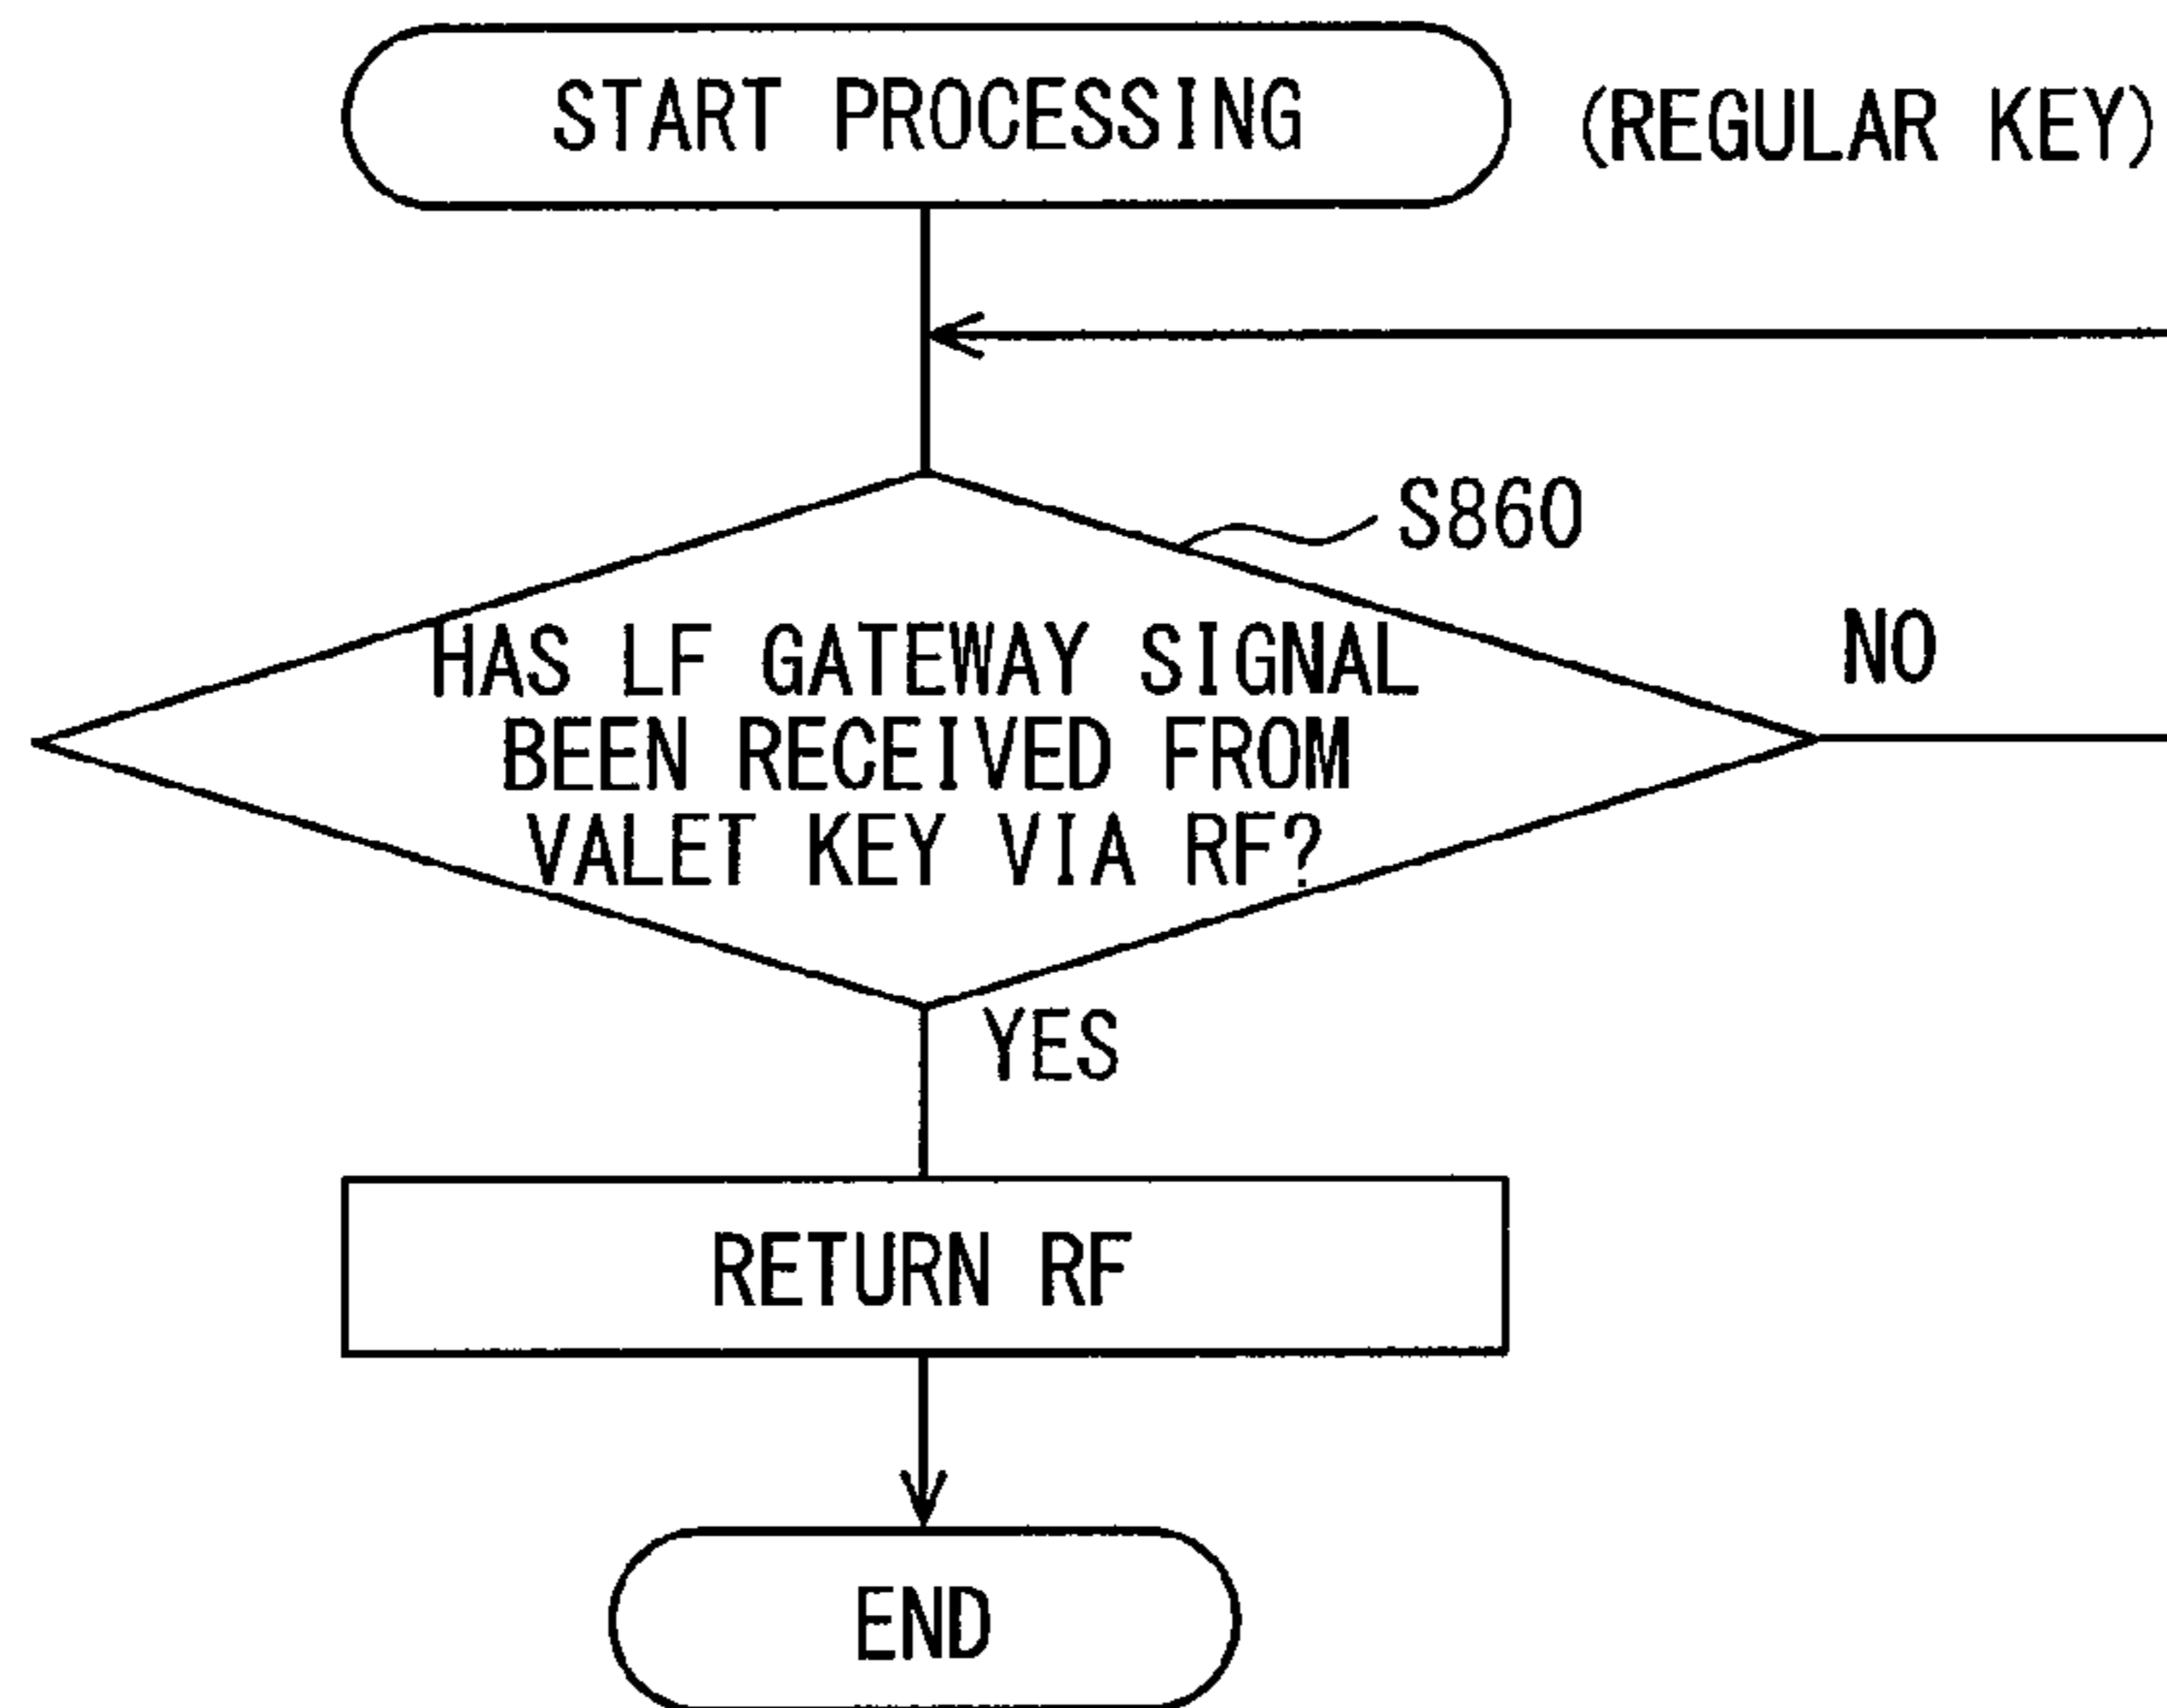 START PROCESSING
(REGULAR KEY)
S860
HAS LF GATEWAY SIGNAL
BEEN RECEIVED FROM
VALET KEY VIA RF?
NO
YES
RETURN RF
END